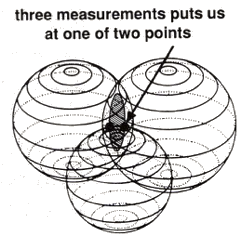 three measurements puts us
at one of two points